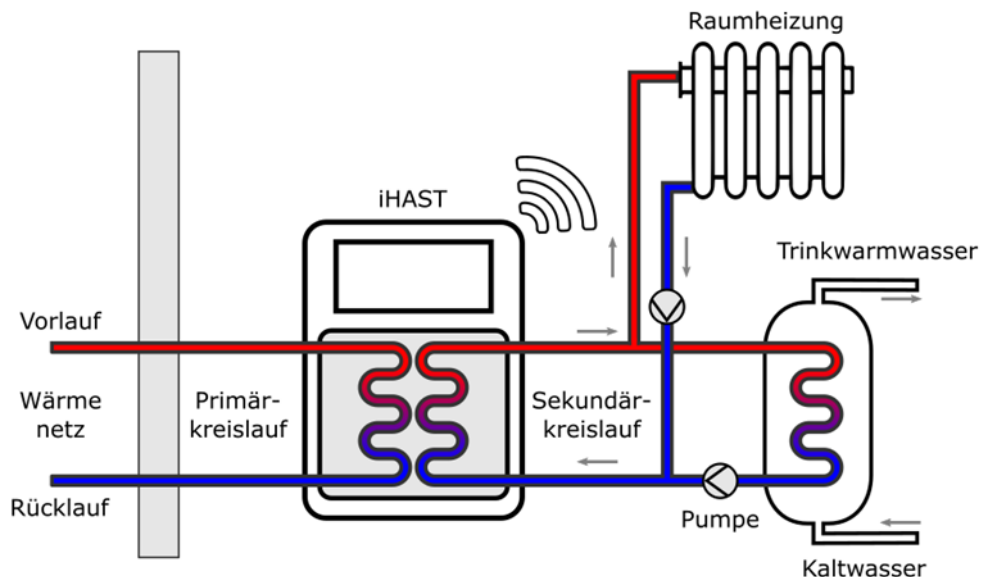 Raumheizung
iHAST
Trinkwarmwasser
Vorlauf
Wärme
netz
Primär-
kreislauf
Sekundär-
kreislauf
Rücklauf
Pumpe
Kaltwasser